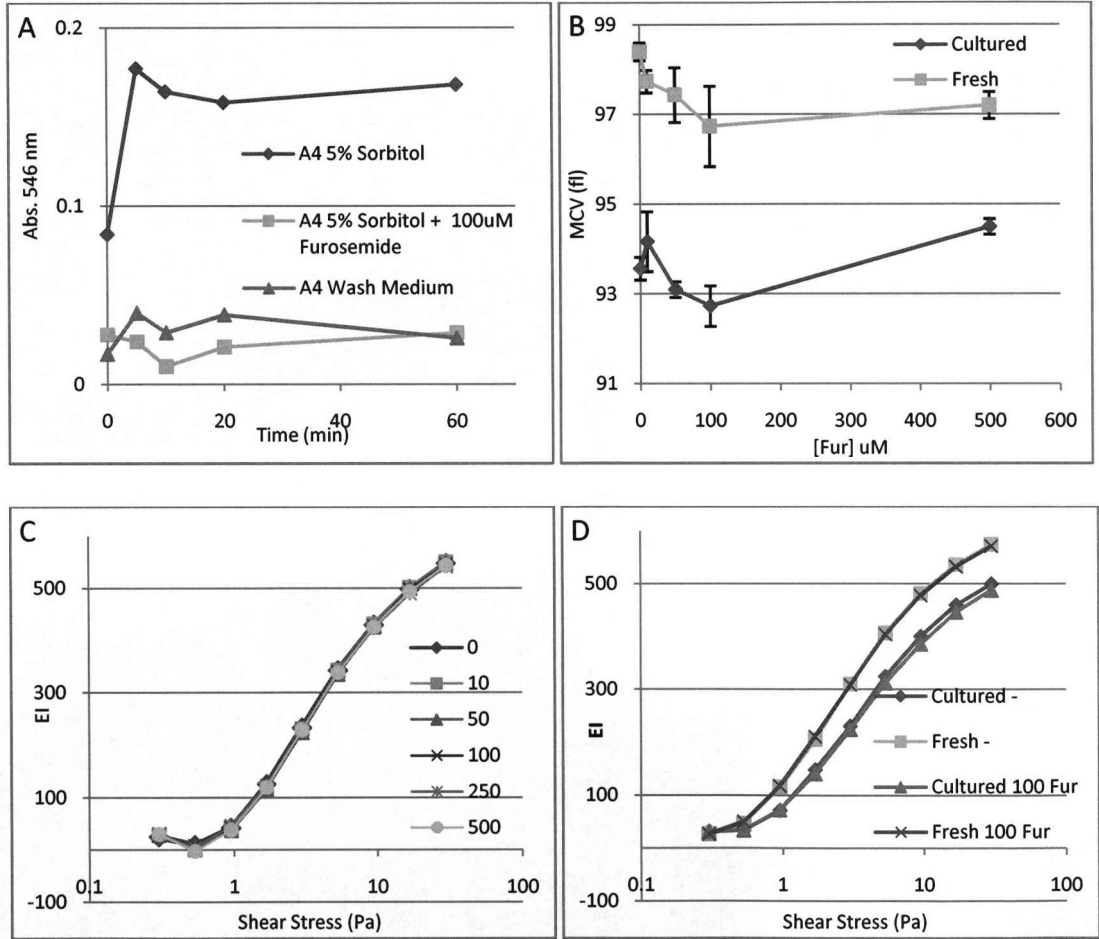 A
0.2
0.1
0
Abs. 546 nm
A4 5% Sorbitol
A4 5% Sorbitol + 100uM
Furosemide
A4 Wash Medium
0 20 40 60
Time (min)
B
99
97
95
93
91
MCV (fl)
Cultured
Fresh
0 100 200 300 400 500 600
[Fur] uM
C
500
300
100
-100
EI
0
10
50
100
250
500
0.1 1 10 100
Shear Stress (Pa)
D
500
300
100
-100
EI
Cultured -
Fresh -
Cultured 100 Fur
Fresh 100 Fur
0.1 1 10 100
Shear Stress (Pa)